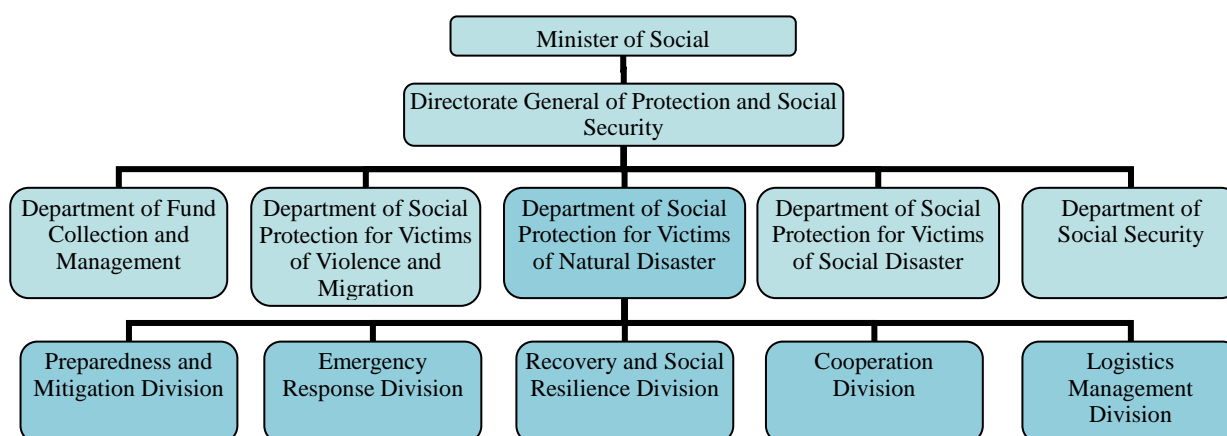 Minister of Social
Directorate General of Protection and Social
Security
Department of Fund
Collection and
Management
Department of Social
Protection for Victims
of Violence and
Migration
Department of Social
Protection for Victims
of Natural Disaster
Department of Social
Protection for Victims
of Social Disaster
Department of
Social Security
Preparedness and
Mitigation Division
Emergency
Response Division
Recovery and Social
Resilience Division
Cooperation
Division
Logistics
Management
Division